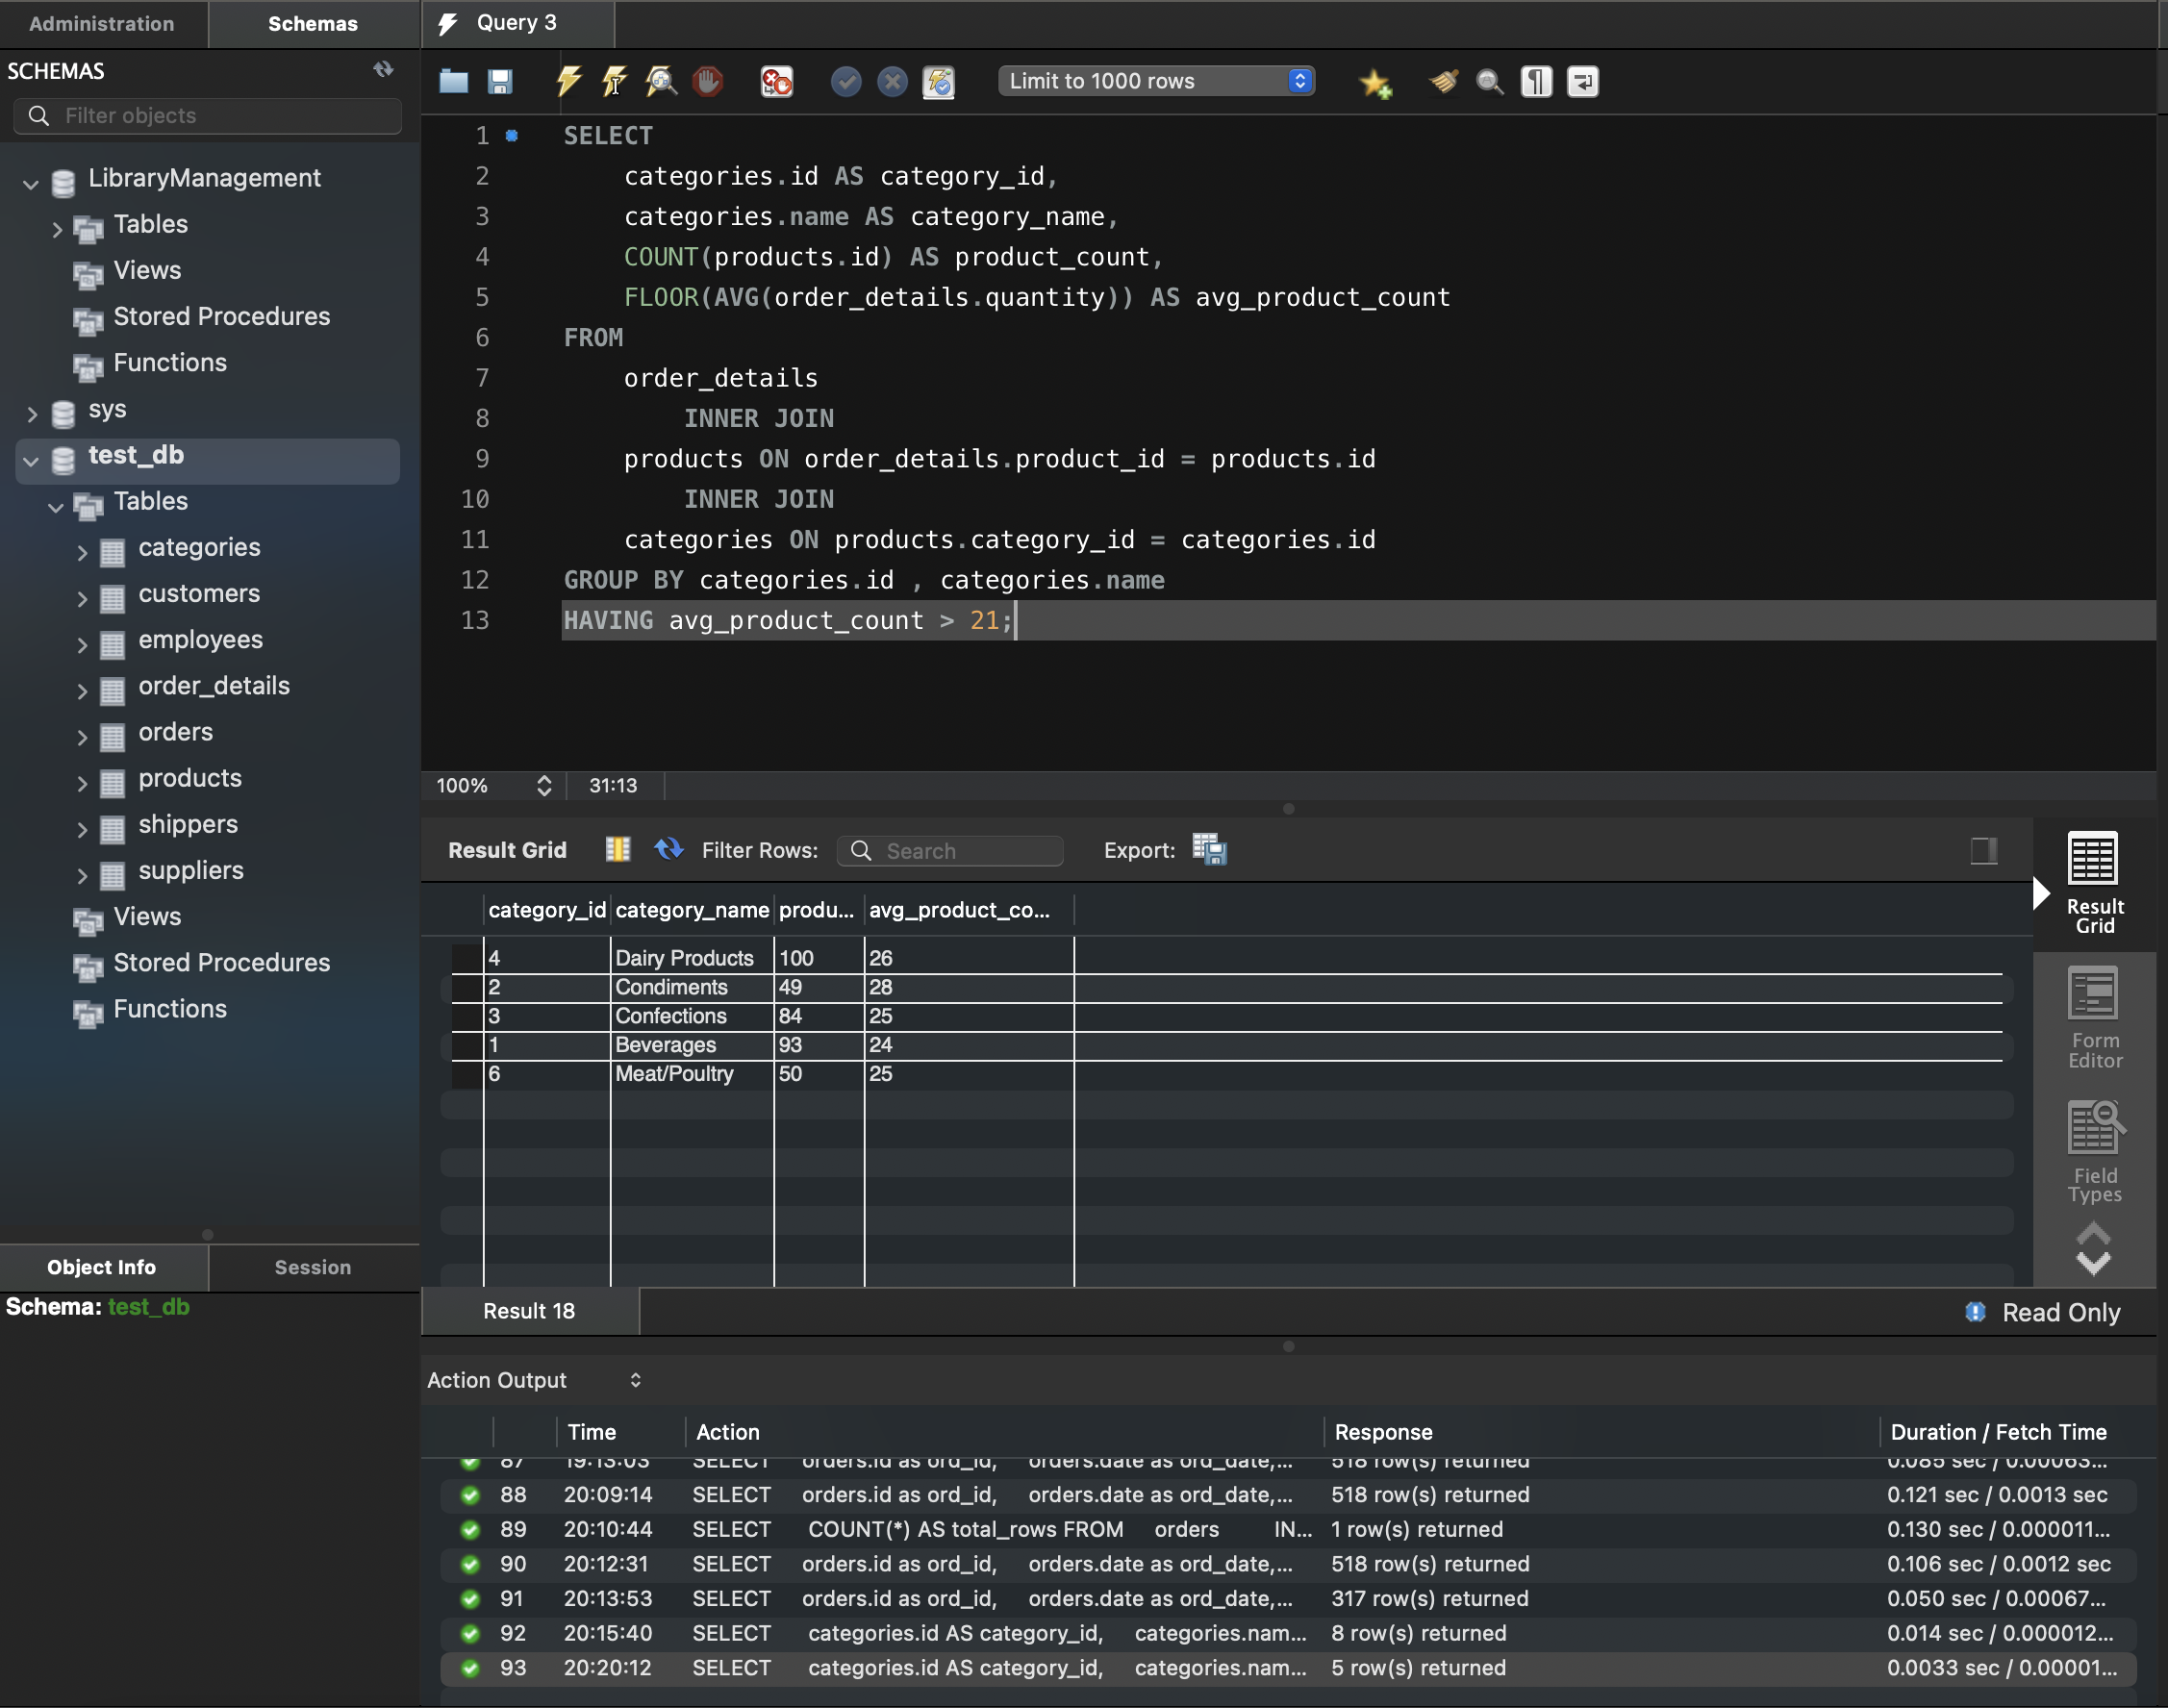 Administration
Schemas
SCHEMAS
Filter objects
LibraryManagement
Tables
Views
Stored Procedures
Functions
sys
test_db
Tables
categories
customers
employees
order_details
orders
products
shippers
suppliers
Views
Stored Procedures
Functions
Object Info
Session
Schema: test_db
Query 3
Limit to 1000 rows
1 SELECT
2 categories.id AS category_id,
3 categories.name AS category_name,
4 COUNT(products.id) AS product_count,
5 FLOOR(AVG(order_details.quantity)) AS avg_product_count
6 FROM
7 order_details
8 INNER JOIN
9 products ON order_details.product_id = products.id
10 INNER JOIN
11 categories ON products.category_id = categories.id
12 GROUP BY categories.id , categories.name
13 HAVING avg_product_count > 21;
100% 31:13
Result Grid Filter Rows: Search Export:
category_id category_name produ... avg_product_co...
4 Dairy Products 100 26
2 Condiments 49 28
3 Confections 84 25
1 Beverages 93 24
6 Meat/Poultry 50 25
Result
Grid
Form
Editor
Field
Types
Result 18
Read Only
Action Output
Time Action Response Duration / Fetch Time
87 19:13:03 SELECT orders.id as ord_id, orders.date as ord_date,... 518 row(s) returned 0.085 sec / 0.00063...
88 20:09:14 SELECT orders.id as ord_id, orders.date as ord_date,... 518 row(s) returned 0.121 sec / 0.0013 sec
89 20:10:44 SELECT COUNT(*) AS total_rows FROM orders IN... 1 row(s) returned 0.130 sec / 0.000011...
90 20:12:31 SELECT orders.id as ord_id, orders.date as ord_date,... 518 row(s) returned 0.106 sec / 0.0012 sec
91 20:13:53 SELECT orders.id as ord_id, orders.date as ord_date,... 317 row(s) returned 0.050 sec / 0.00067...
92 20:15:40 SELECT categories.id AS category_id, categories.nam... 8 row(s) returned 0.014 sec / 0.000012...
93 20:20:12 SELECT categories.id AS category_id, categories.nam... 5 row(s) returned 0.0033 sec / 0.00001...